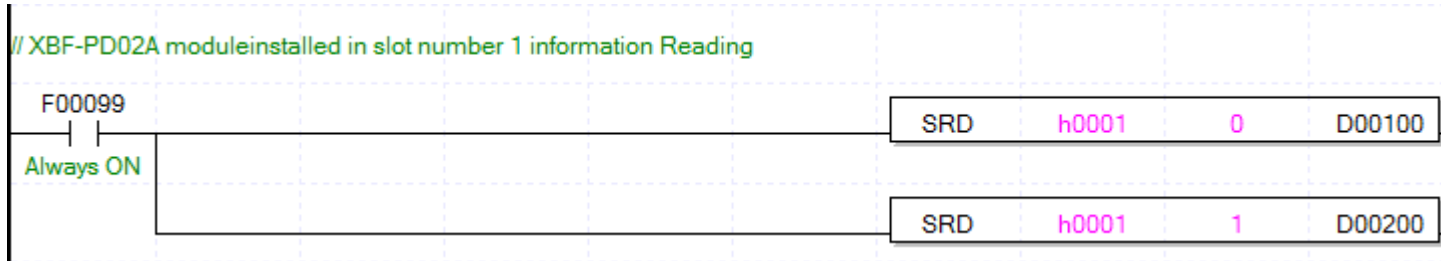 // XBF-PD02A moduleinstalled in slot number 1 information Reading
F00099
SRD h0001 0 D00100
Always ON
SRD h0001 1 D00200